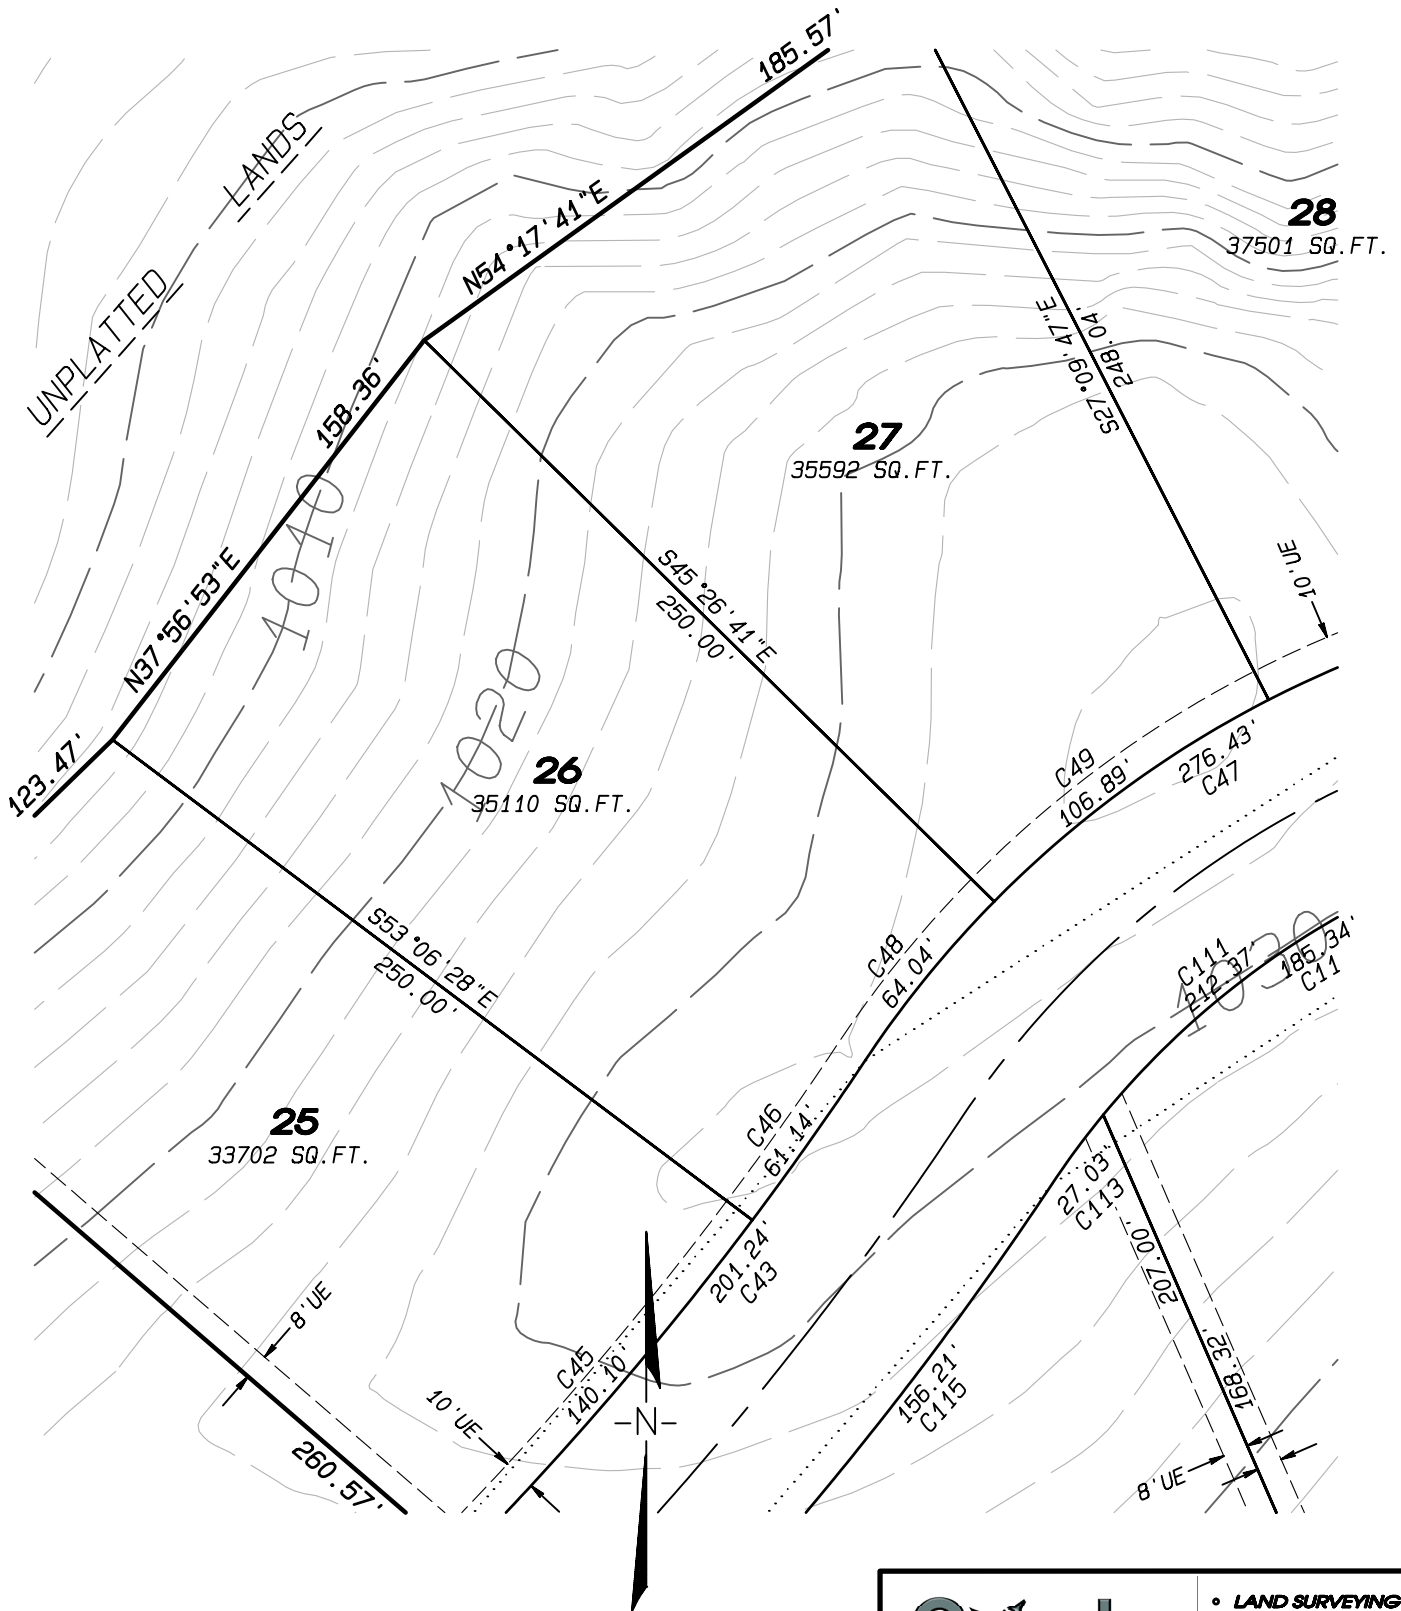 185.57'
LANDS
UNPLATTED
N54°17'41"E
28
37501 SQ.FT.
S27°09'47"E
248.04'
158.36'
27
35592 SQ.FT.
1040
N37°56'53"E
S45°26'41"E
250.00'
10'UE
1020
123.47'
26
35110 SQ.FT.
C49
106.89'
276.43'
C47
S53°06'28"E
250.00'
C48
64.04'
C111
212.37'
1030
185.34'
C11
25
33702 SQ.FT.
C46
61.14'
27.03'
C113
201.24'
C43
207.00'
168.32'
8'UE
C45
140.10'
10'UE
-N-
156.21'
C115
260.57'
8'UE
• LAND SURVEYING